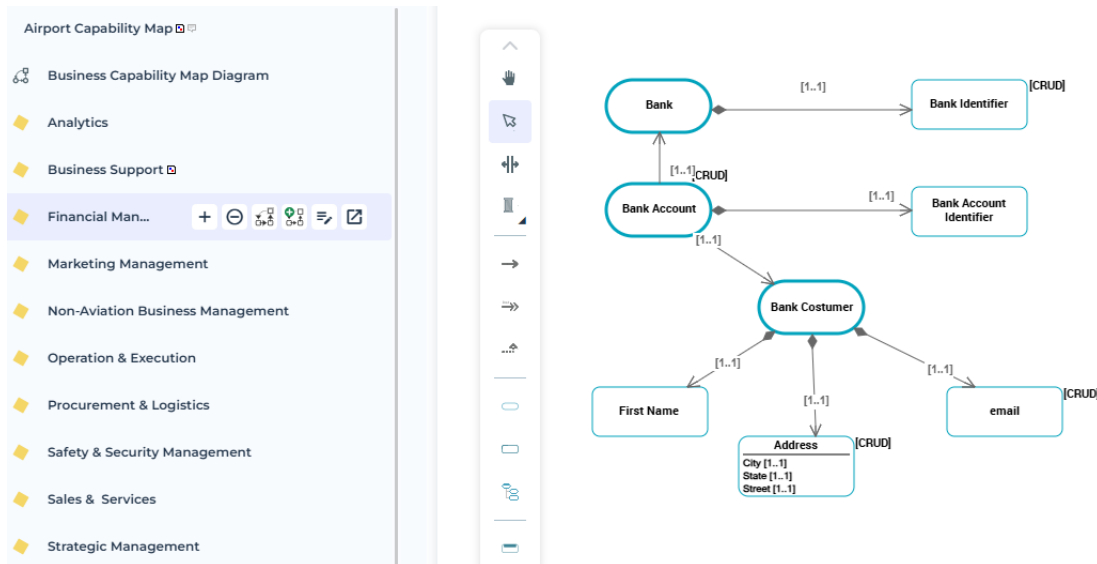 Airport Capability Map
Business Capability Map Diagram
Analytics
Business Support
Financial Man...
Marketing Management
Non-Aviation Business Management
Operation & Execution
Procurement & Logistics
Safety & Security Management
Sales & Services
Strategic Management
Bank
[1..1]
Bank Identifier
[CRUD]
[1..1]
[CRUD]
Bank Account
[1..1]
Bank Account
Identifier
[1..1]
Bank Costumer
[1..1]
[1..1]
[1..1]
First Name
Address
[CRUD]
City [1..1]
State [1..1]
Street [1..1]
email
[CRUD]